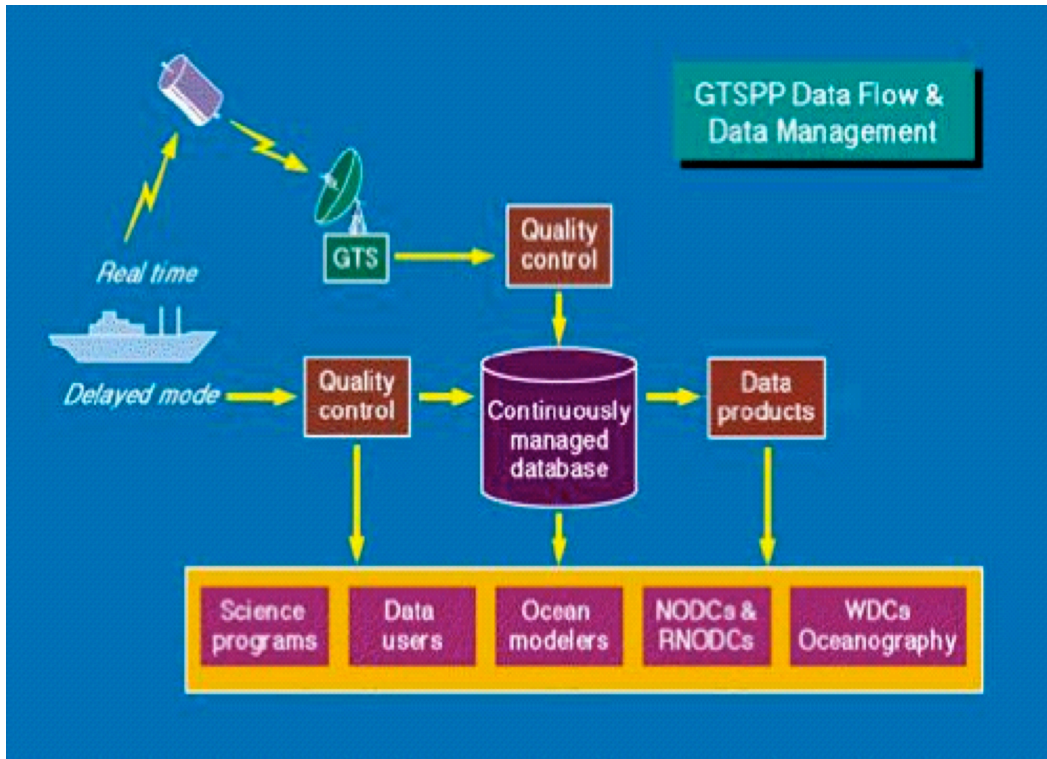 GTSPP Data Flow &
Data Management
Real time
GTS
Quality
control
Delayed mode
Quality
control
Continuously
managed
database
Data
products
Science
programs
Data
users
Ocean
modelers
NODCs &
RNODCs
WDCs
Oceanography